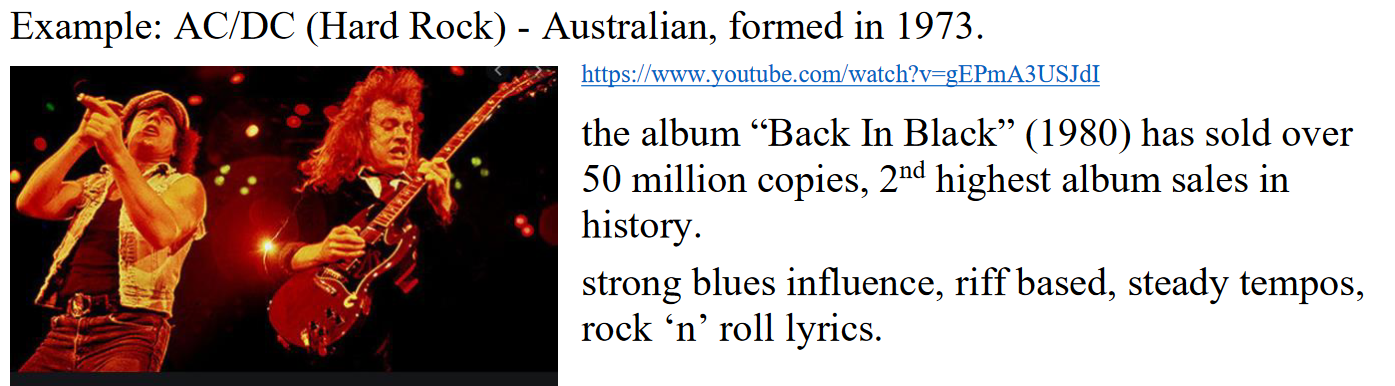 Example: AC/DC (Hard Rock) - Australian, formed in 1973.
https://www.youtube.com/watch?v=gEPmA3USJdI
the album “Back In Black” (1980) has sold over
50 million copies, 2nd highest album sales in
history.
strong blues influence, riff based, steady tempos,
rock ‘n’ roll lyrics.